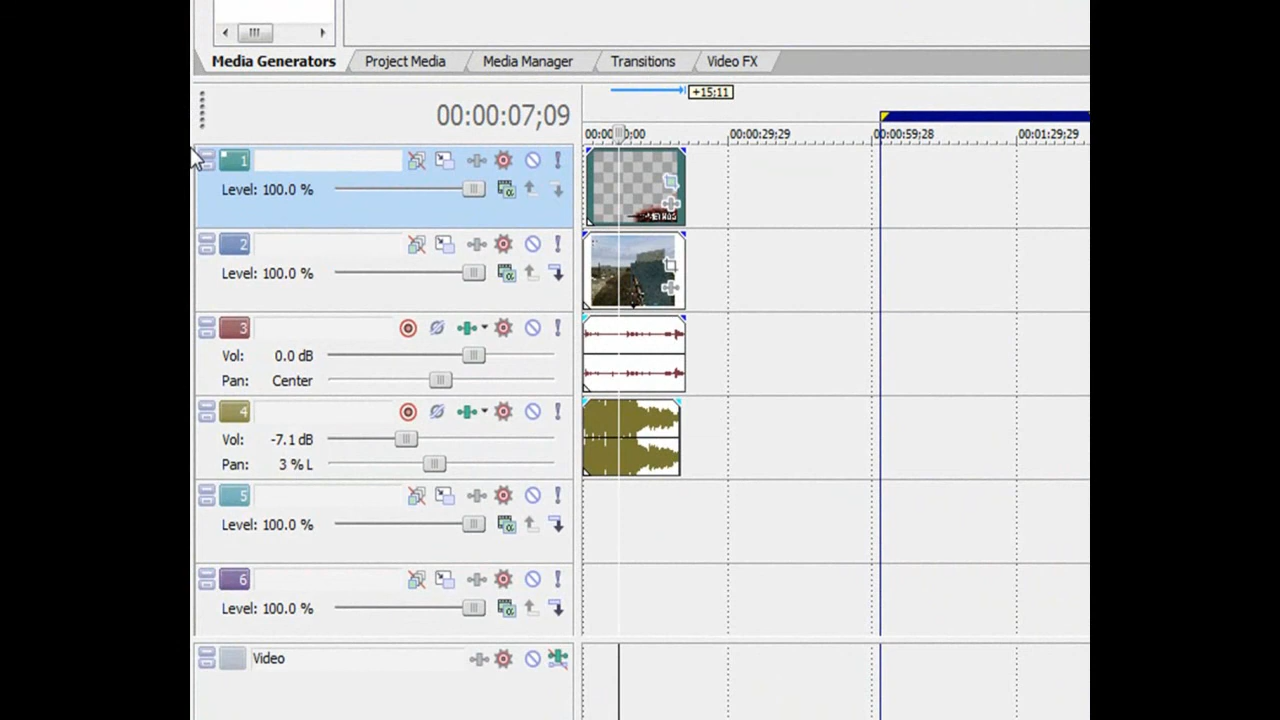 Media Generators Project Media Media Manager Transitions Video FX
+15:11
00:00:07;09
00:00:29;29 00:00:59;28 00:01:29;29
1
Level: 100.0 %
2
Level: 100.0 %
3
Vol: 0.0 dB
Pan: Center
4
Vol: -7.1 dB
Pan: 3 % L
5
Level: 100.0 %
6
Level: 100.0 %
Video